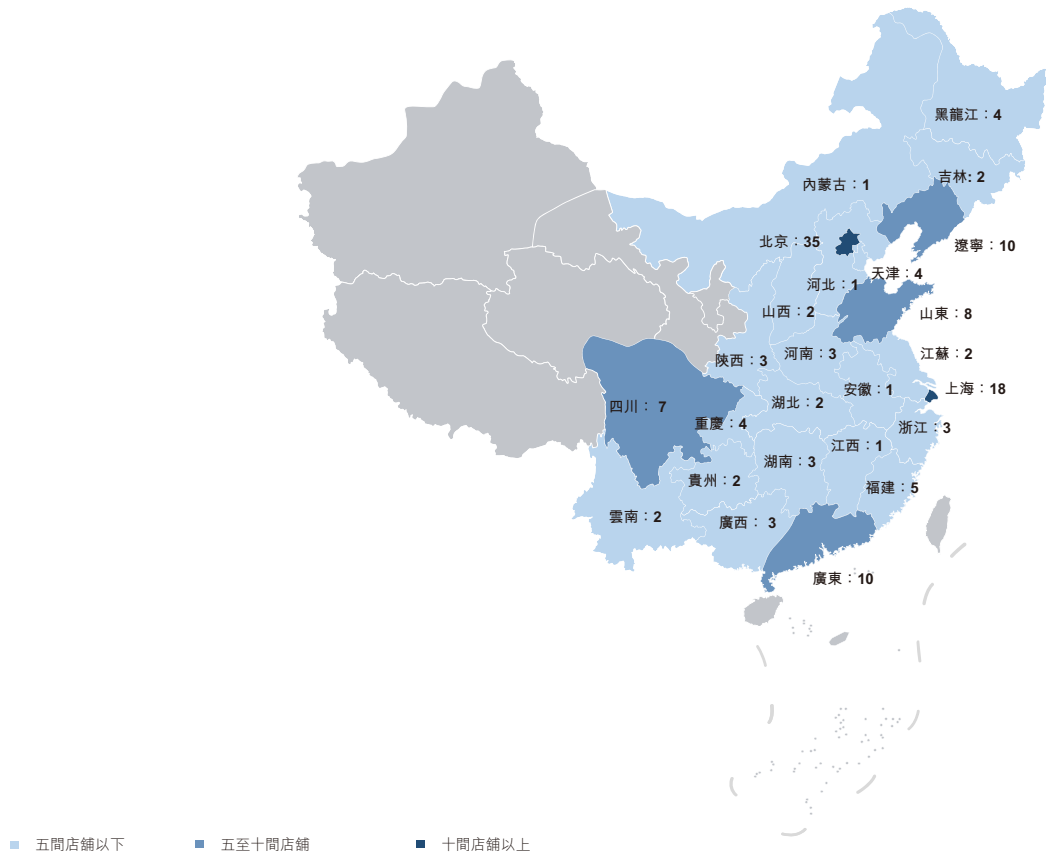 黑龍江：4
吉林: 2
內蒙古：1
北京：35
遼寧：10
天津：4
河北：1
山西：2
山東：8
陝西：3
河南：3
江蘇：2
安徽：1
上海：18
四川： 7
湖北：2
重慶：4
浙江：3
江西：1
湖南：3
貴州：2
福建：5
雲南：2
廣西： 3
廣東：10
五間店舖以下
五至十間店舖
十間店舖以上